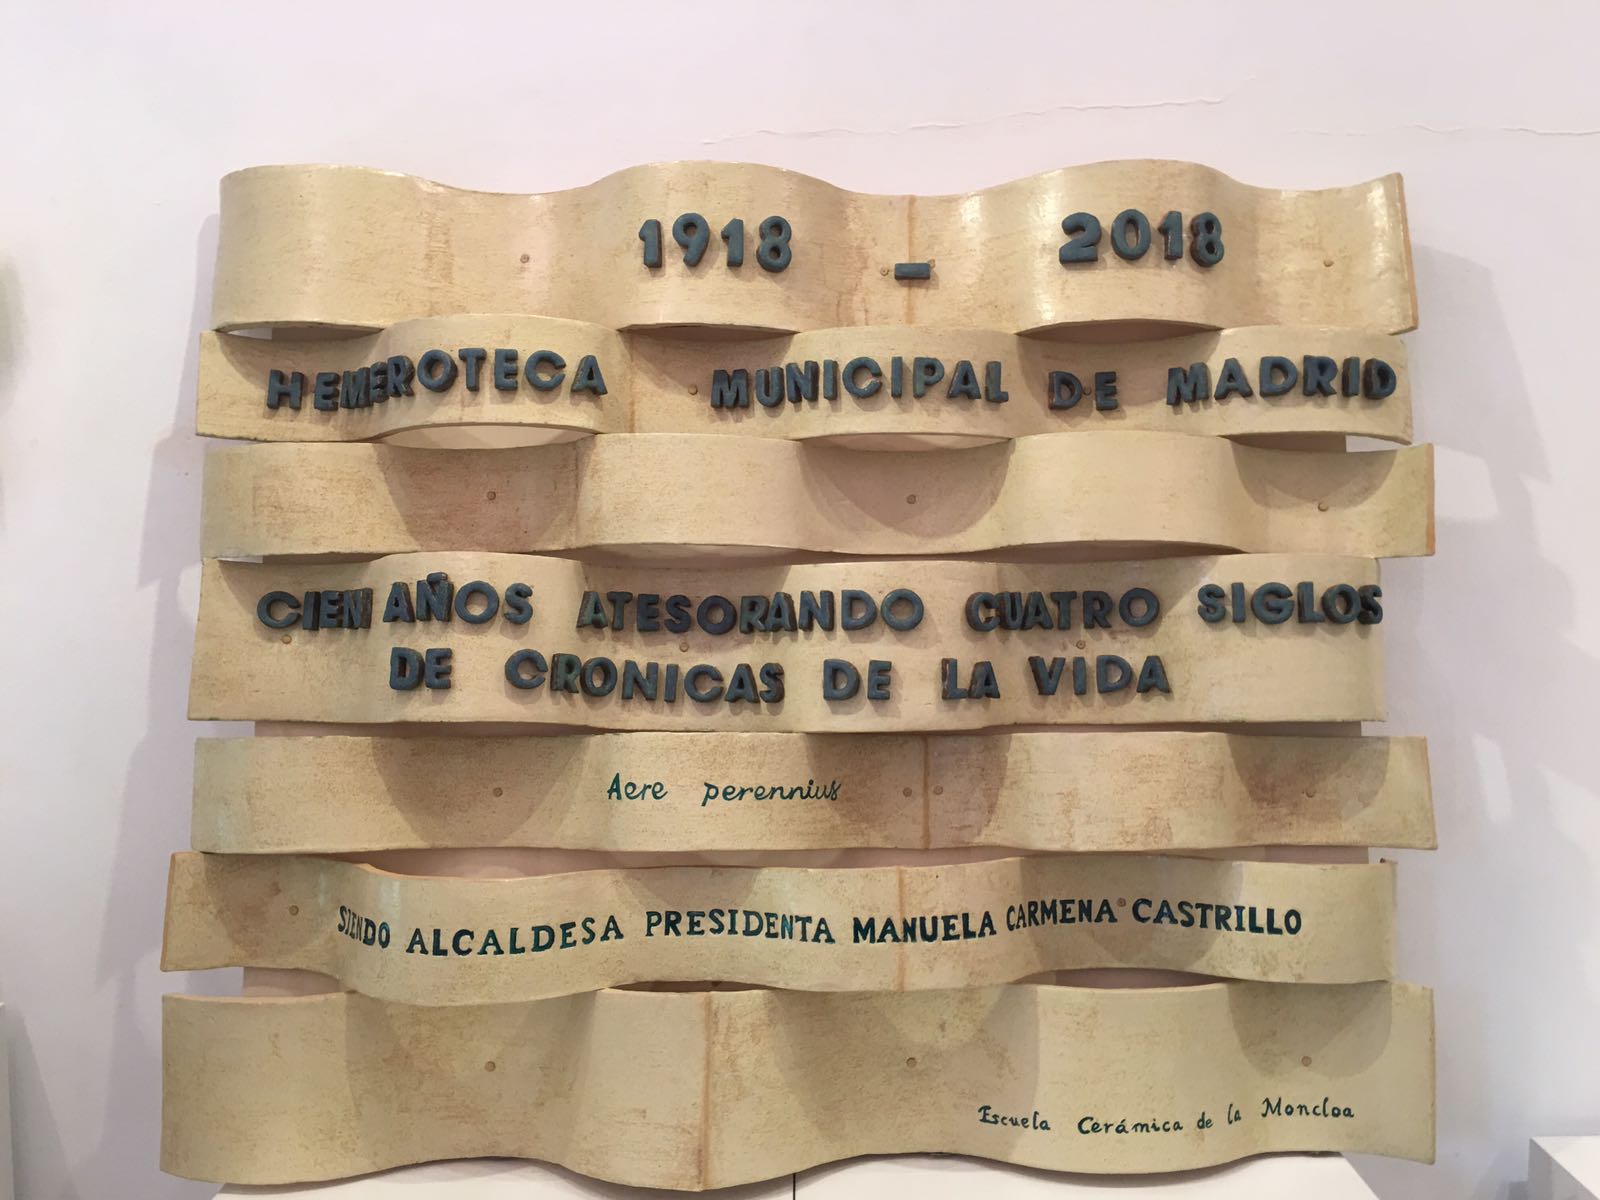 1918 - 2018
HEMEROTECA MUNICIPAL DE MADRID
CIEN AÑOS ATESORANDO CUATRO SIGLOS
DE CRONICAS DE LA VIDA
Aere perennius
SIENDO ALCALDESA PRESIDENTA MANUELA CARMENA CASTRILLO
Escuela Cerámica de la Moncloa